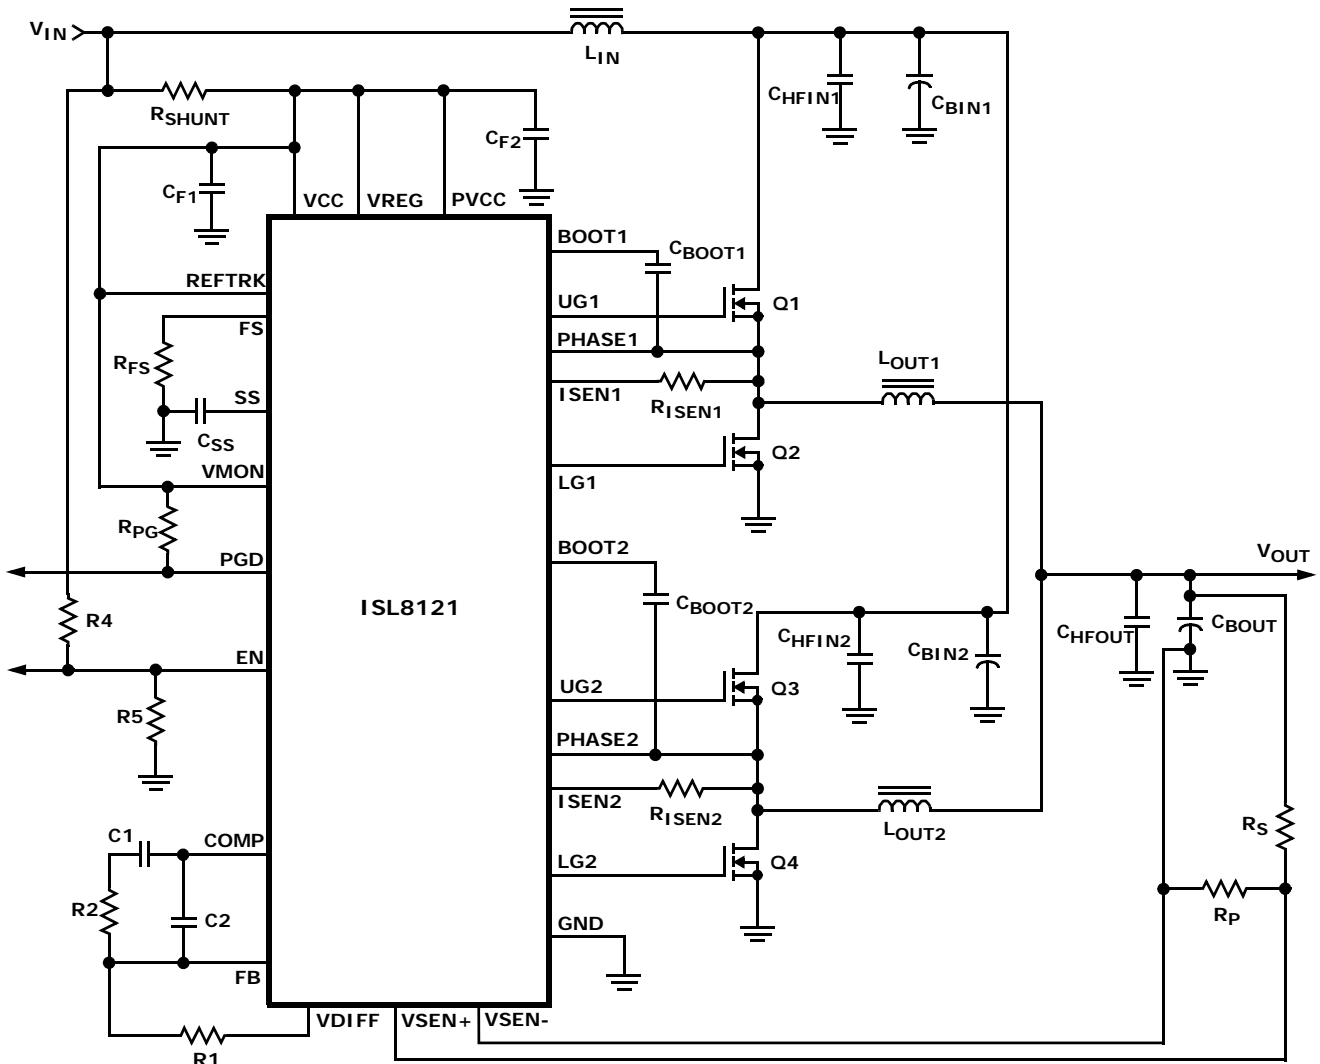 VIN
LIN
RSHUNT
CHFIN1
CBIN1
CF2
CF1
VCC
VREG
PVCC
BOOT1
CBOOT1
REFTRK
UG1
Q1
FS
PHASE1
RFS
LOUT1
SS
ISEN1
RISEN1
CSS
Q2
VMON
LG1
RPG
BOOT2
PGD
VOUT
ISL8121
CBOOT2
R4
CHFOUT
CBOUT
CHFIN2
CBIN2
EN
UG2
Q3
R5
PHASE2
ISEN2
RISEN2
LOUT2
RS
C1
COMP
LG2
Q4
R2
C2
RP
GND
FB
VDIFF
VSEN+
VSEN-
R1